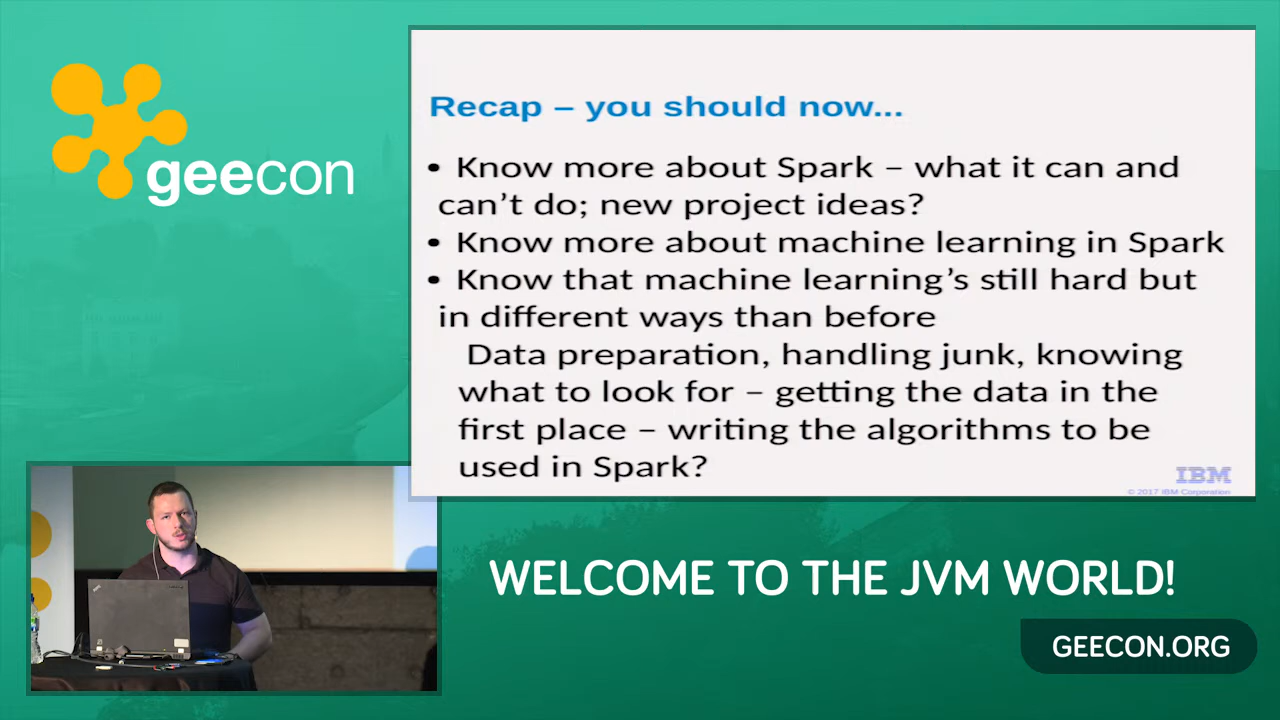 geecon
Recap – you should now...
• Know more about Spark – what it can and
can't do; new project ideas?
• Know more about machine learning in Spark
• Know that machine learning's still hard but
in different ways than before
Data preparation, handling junk, knowing
what to look for – getting the data in the
first place – writing the algorithms to be
used in Spark?
IBM
© 2017 IBM Corporation
WELCOME TO THE JVM WORLD!
GEECON.ORG